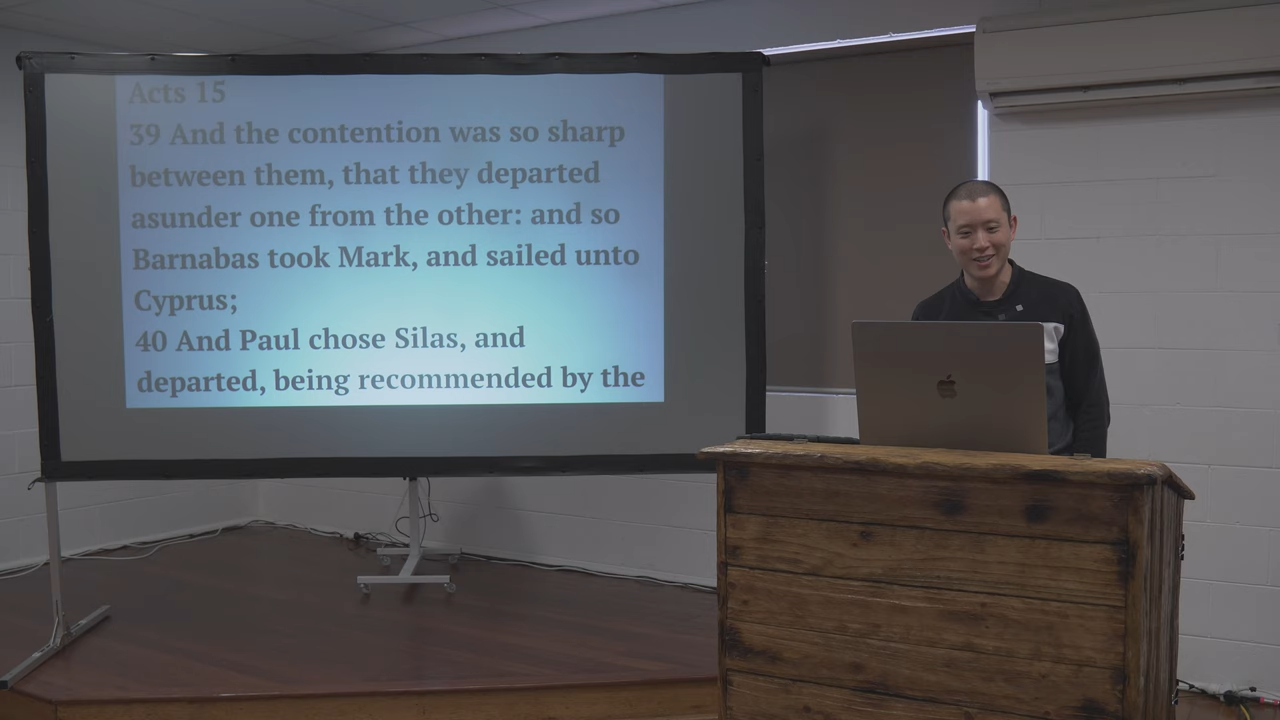 Acts 15
39 And the contention was so sharp
between them, that they departed
asunder one from the other: and so
Barnabas took Mark, and sailed unto
Cyprus;
40 And Paul chose Silas, and
departed, being recommended by the